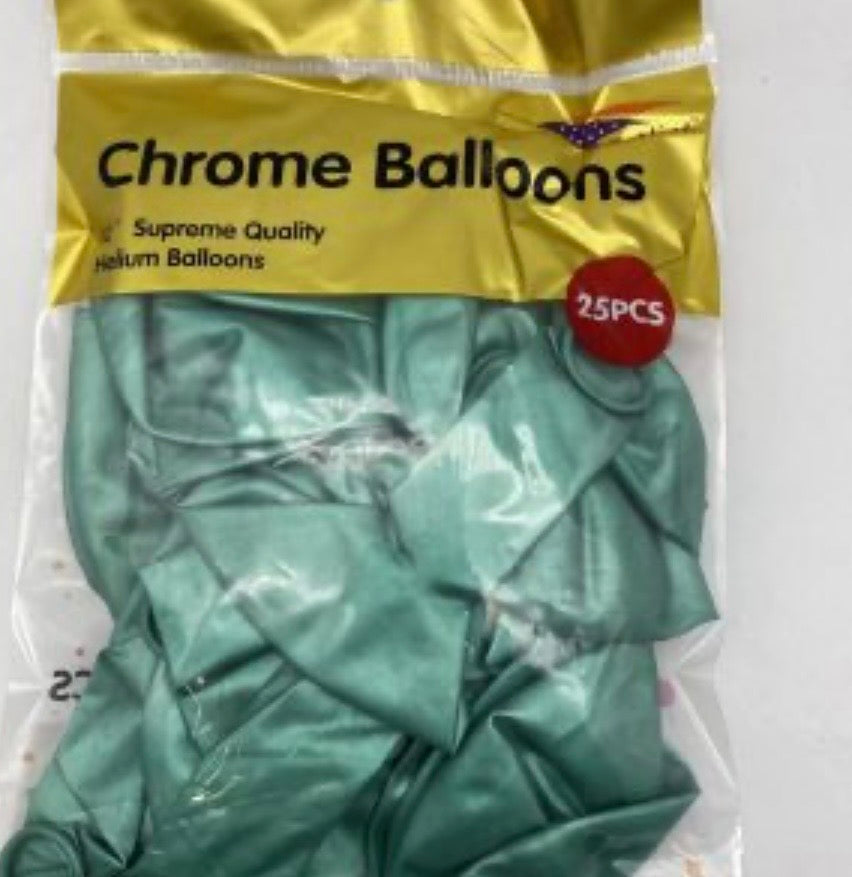 Chrome Balloons
Supreme Quality
Helium Balloons
25PCS